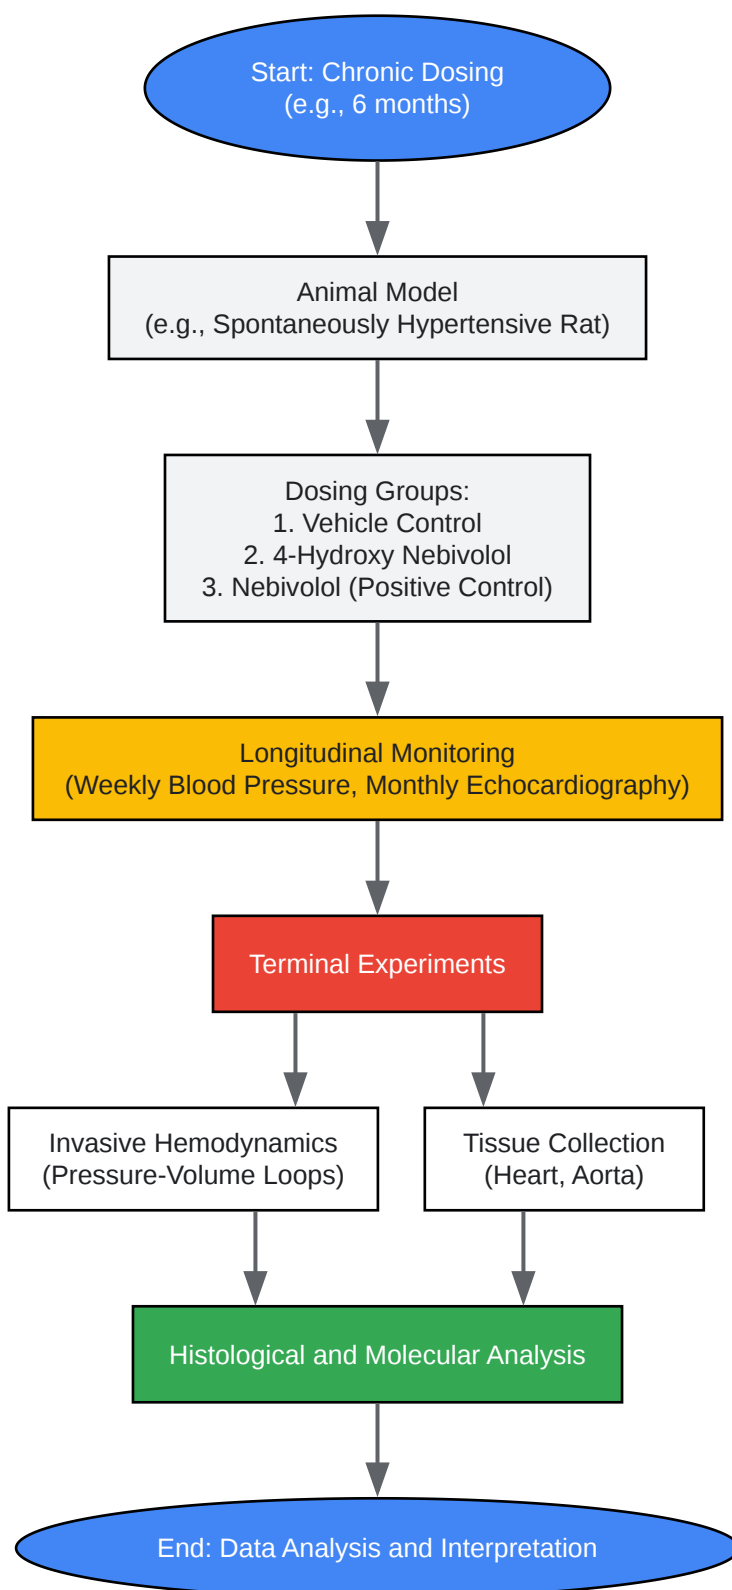 Start: Chronic Dosing
(e.g., 6 months)
Animal Model
(e.g., Spontaneously Hypertensive Rat)
Dosing Groups:
1. Vehicle Control
2. 4-Hydroxy Nebivolol
3. Nebivolol (Positive Control)
Longitudinal Monitoring
(Weekly Blood Pressure, Monthly Echocardiography)
Terminal Experiments
Invasive Hemodynamics
(Pressure-Volume Loops)
Tissue Collection
(Heart, Aorta)
Histological and Molecular Analysis
End: Data Analysis and Interpretation